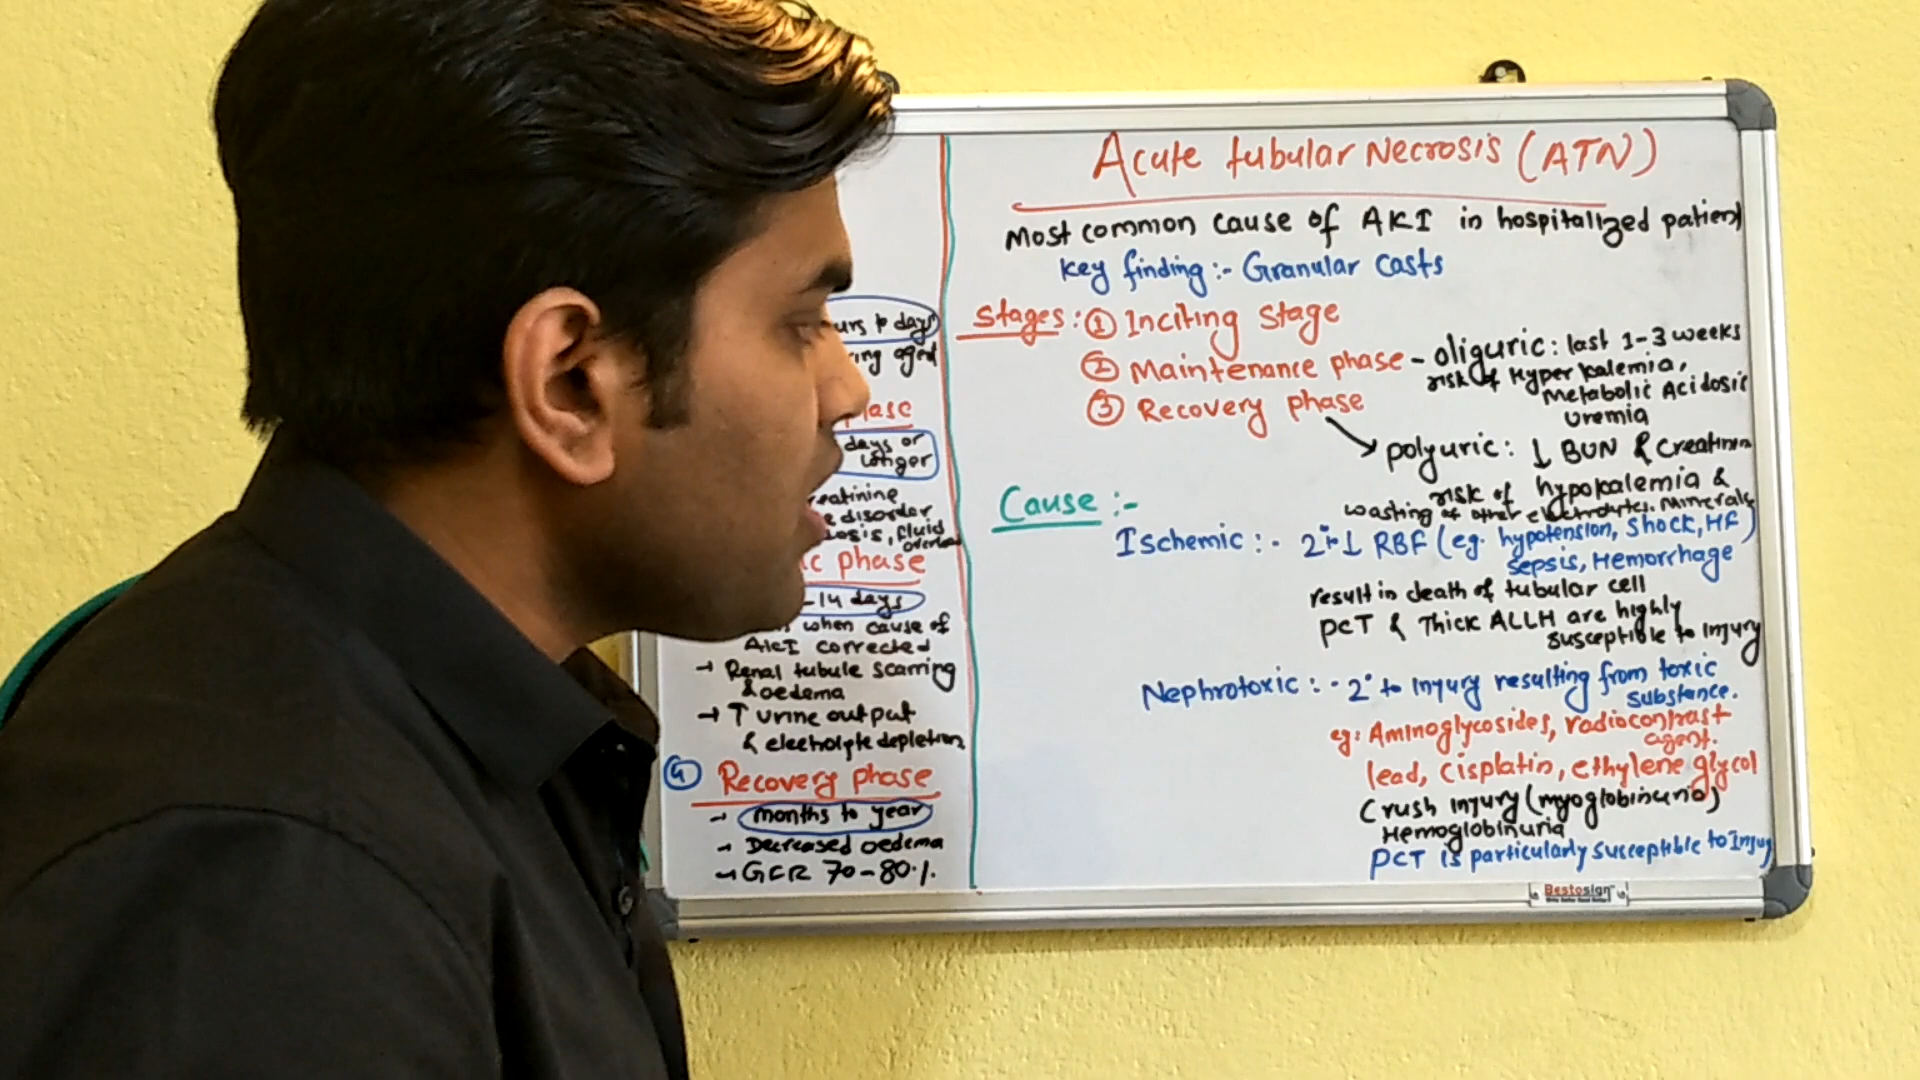 urs to days
ring agent
phase
days or
longer
creatinine
disorder
osis, fluid
overload
ic phase
-14 days
when cause of
AKI corrected
→ Renal tubule scarring
& oedema
→ ↑ urine output
& electrolyte depletion
④ Recovery phase
→ months to year
→ Decreased oedema
→ GFR 70-80%
Acute tubular Necrosis (ATN)
Most common cause of AKI in hospitalized patient
Key finding :- Granular casts
Stages : ① Inciting stage
② Maintenance phase - oliguric : last 1-3 weeks
risk of Hyperkalemia,
Metabolic Acidosis
Uremia
③ Recovery phase
→ polyuric : ↓ BUN & Creatinin
risk of hypokalemia &
wasting of other electrolytes, minerals
Cause :-
Ischemic :- 2° to ↓ RBF (eg. hypotension, shock, HF)
sepsis, Hemorrhage
result in death of tubular cell
PCT & Thick ALLH are highly
susceptible to injury
Nephrotoxic :- 2° to Injury resulting from toxic
substance.
eg: Aminoglycosides, radiocontrast
agent.
lead, cisplatin, ethylene glycol
Crush injury (myoglobinuria)
Hemoglobinuria
PCT is particularly susceptible to Injuy
Bestosign